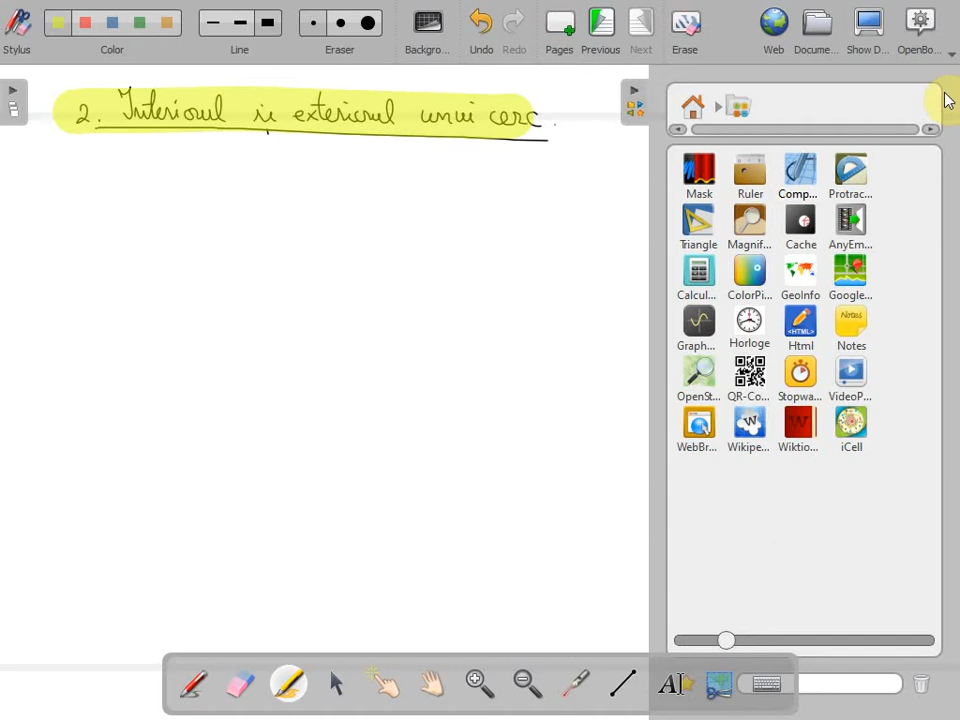 Stylus Color Line Eraser Backgro... Undo Redo Pages Previous Next Erase Web Docume... Show D... OpenBo...
2. Interiorul și exteriorul unui cerc.
Mask Ruler Comp... Protrac...
Triangle Magnif... Cache AnyEm...
Calcul... ColorPi... GeoInfo Google...
Graph... Horloge Html Notes
OpenSt... QR-Co... Stopwa... VideoP...
WebBr... Wikipe... Wiktio... iCell